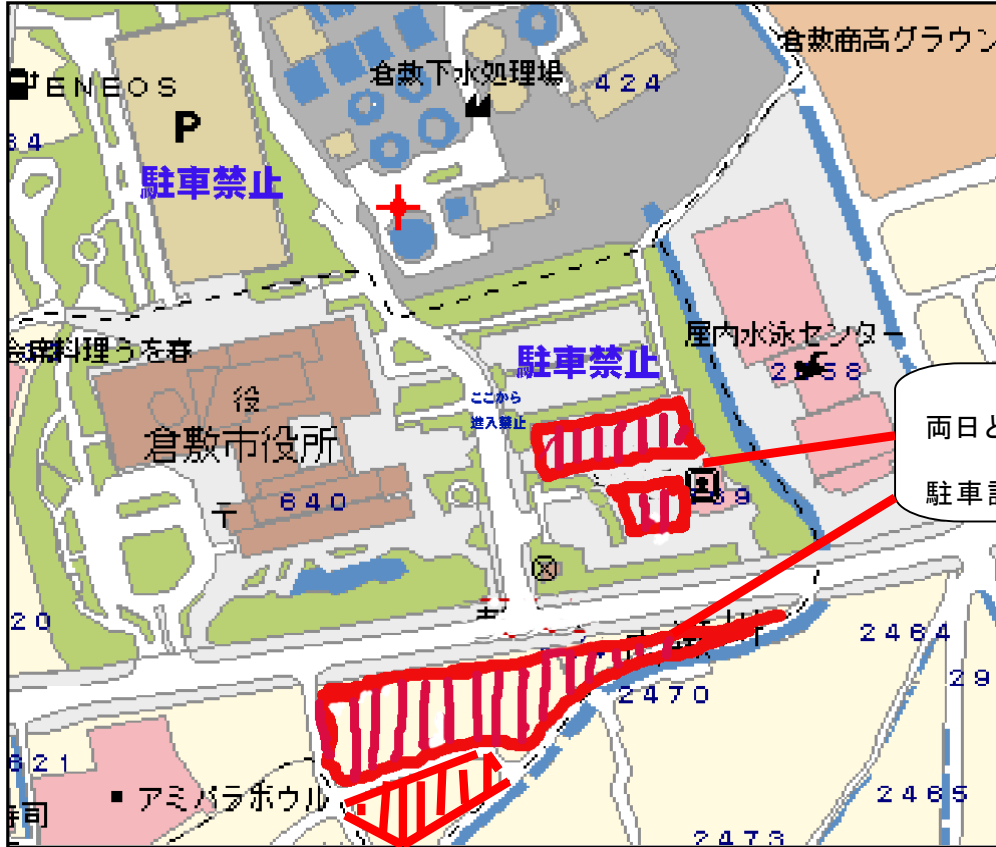 倉敷商高グラウン
倉敷下水処理場
424
ENEOS
P
駐車禁止
屋内水泳センター
会席料理うを春
駐車禁止
ここから
進入禁止
役
倉敷市役所
640
両日と
駐車
20
2464
29
2470
621
アミパラボウル
2465
寿司
2473